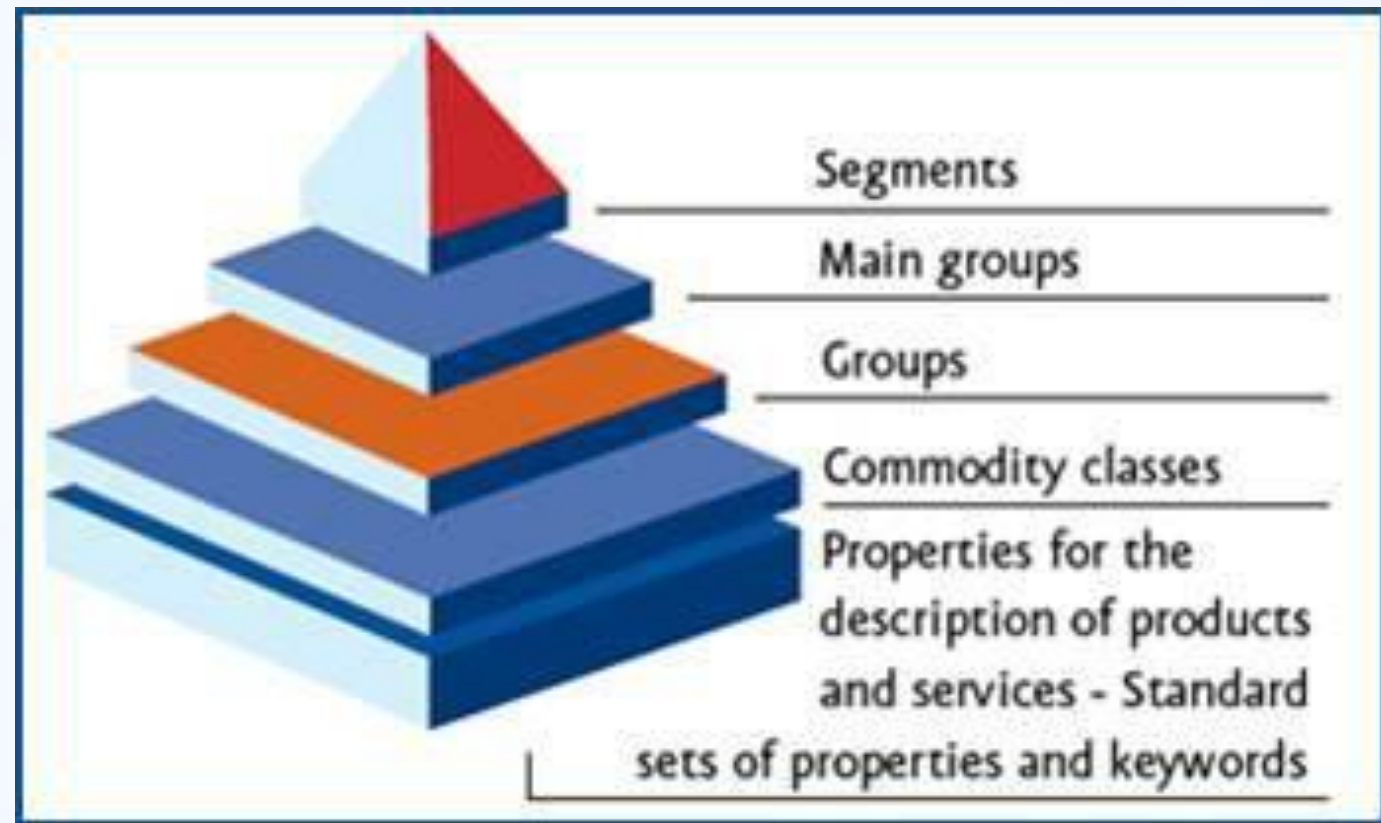 Segments
Main groups
Groups
Commodity classes
Properties for the
description of products
and services - Standard
sets of properties and keywords